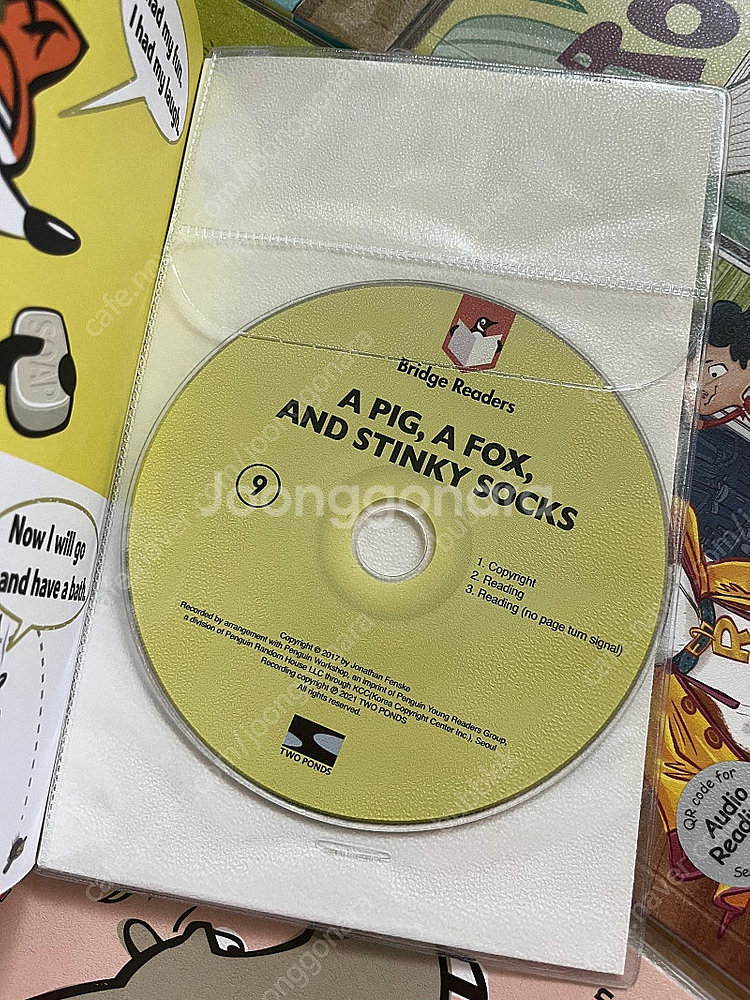 had my fun.
I had my laugh.
SOAP
Now I will go
and have a bath.
Bridge Readers
A PIG, A FOX,
AND STINKY SOCKS
9
1. Copyright
2. Reading
3. Reading (no page turn signal)
Copyright © 2017 by Jonathan Fenske
Recorded by arrangement with Penguin Workshop, an imprint of Penguin Young Readers Group,
a division of Penguin Random House LLC through KCC(Korea Copyright Center Inc.), Seoul
Recording copyright ℗ 2021 TWO PONDS
All rights reserved.
TWO PONDS
QR code for
Audio
Joonggonara